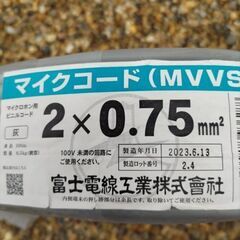 マイクコード(MVVS
マイクロホン用
ビニルコード
2×0.75mm²
灰
100V 未満の回路に
ご使用ください。
製造年月日 2023.6.13
製造ロット番号 2.4
富士電線工業株式会社